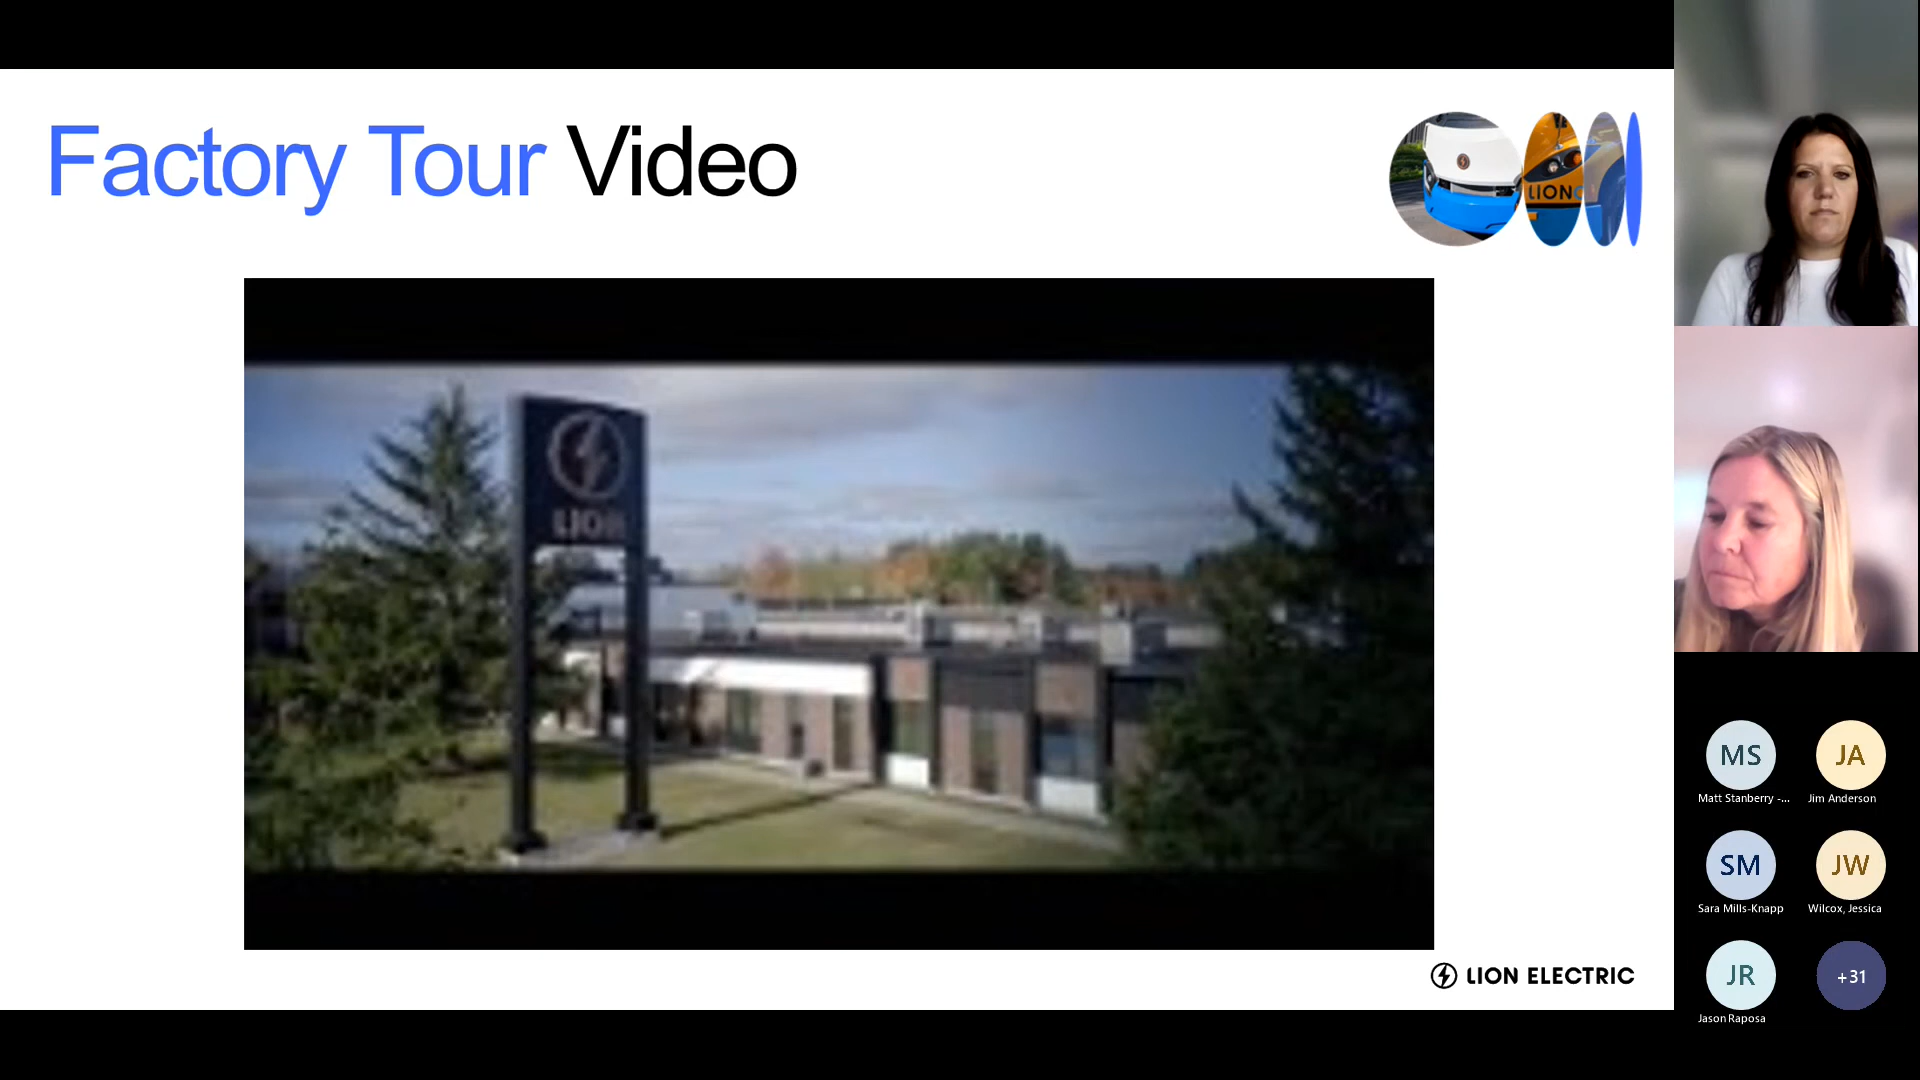 Factory Tour Video
LION
LION
LION ELECTRIC
MS
JA
Matt Stanberry -...
Jim Anderson
SM
JW
Sara Mills-Knapp
Wilcox, Jessica
JR
+31
Jason Raposa